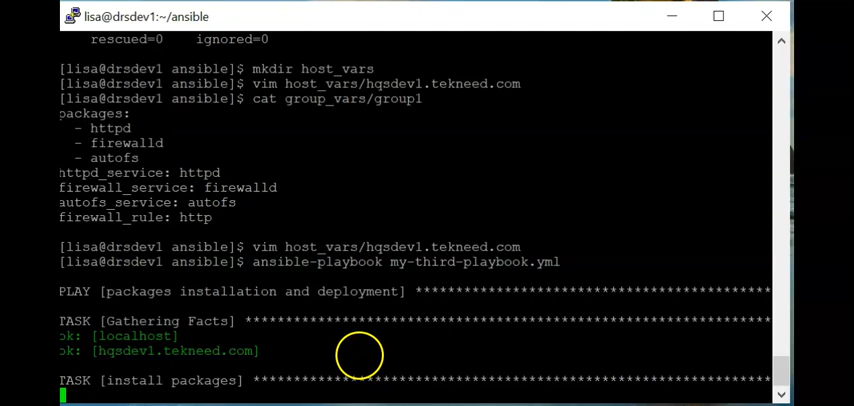 lisa@drsdev1:~/ansible
rescued=0 ignored=0
[lisa@drsdev1 ansible]$ mkdir host_vars
[lisa@drsdev1 ansible]$ vim host_vars/hqsdev1.tekneed.com
[lisa@drsdev1 ansible]$ cat group_vars/group1
packages:
- httpd
- firewalld
- autofs
httpd_service: httpd
firewall_service: firewalld
autofs_service: autofs
firewall_rule: http
[lisa@drsdev1 ansible]$ vim host_vars/hqsdev1.tekneed.com
[lisa@drsdev1 ansible]$ ansible-playbook my-third-playbook.yml
PLAY [packages installation and deployment] ********************************************
TASK [Gathering Facts] *****************************************************************
ok: [localhost]
ok: [hqsdev1.tekneed.com]
TASK [install packages] ****************************************************************